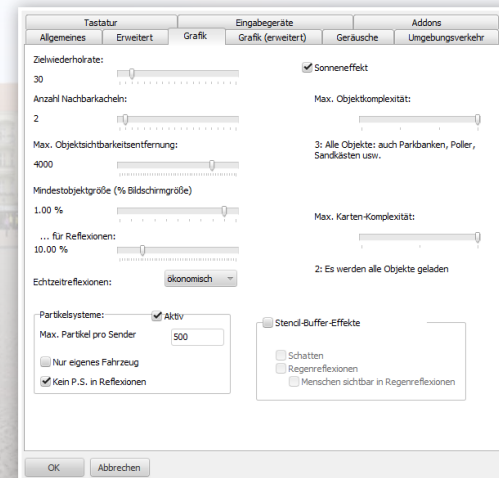 Tastatur Eingabegeräte Addons
Allgemeines Erweitert Grafik Grafik (erweitert) Geräusche Umgebungsverkehr
Zielwiederholrate:
30
Anzahl Nachbarkacheln:
2
Max. Objektsichtbarkeitsentfernung:
4000
Mindestobjektgröße (% Bildschirmgröße)
1.00 %
... für Reflexionen:
10.00 %
Echtzeitreflexionen: ökonomisch
Partikelsysteme: Aktiv
Max. Partikel pro Sender 500
Nur eigenes Fahrzeug
Kein P.S. in Reflexionen
Sonneneffekt
Max. Objektkomplexität:
3: Alle Objekte: auch Parkbanken, Poller,
Sandkästen usw.
Max. Karten-Komplexität:
2: Es werden alle Objekte geladen
Stencil-Buffer-Effekte
Schatten
Regenreflexionen
Menschen sichtbar in Regenreflexionen
OK Abbrechen